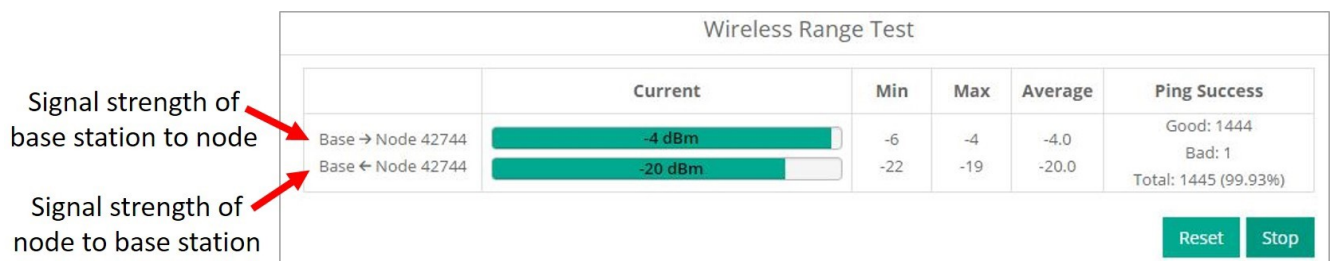 Wireless Range Test
Current Min Max Average Ping Success
Signal strength of
base station to node
Base → Node 42744 -4 dBm -6 -4 -4.0 Good: 1444
Bad: 1
Base ← Node 42744 -20 dBm -22 -19 -20.0 Total: 1445 (99.93%)
Signal strength of
node to base station
Reset Stop